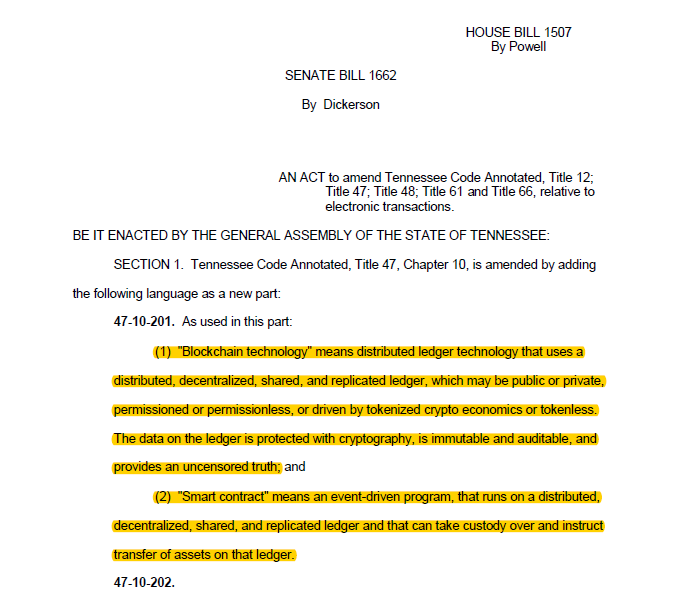 HOUSE BILL 1507
By Powell
SENATE BILL 1662
By Dickerson
AN ACT to amend Tennessee Code Annotated, Title 12;
Title 47; Title 48; Title 61 and Title 66, relative to
electronic transactions.
BE IT ENACTED BY THE GENERAL ASSEMBLY OF THE STATE OF TENNESSEE:
SECTION 1. Tennessee Code Annotated, Title 47, Chapter 10, is amended by adding
the following language as a new part:
47-10-201. As used in this part:
(1) "Blockchain technology" means distributed ledger technology that uses a
distributed, decentralized, shared, and replicated ledger, which may be public or private,
permissioned or permissionless, or driven by tokenized crypto economics or tokenless.
The data on the ledger is protected with cryptography, is immutable and auditable, and
provides an uncensored truth; and
(2) "Smart contract" means an event-driven program, that runs on a distributed,
decentralized, shared, and replicated ledger and that can take custody over and instruct
transfer of assets on that ledger.
47-10-202.